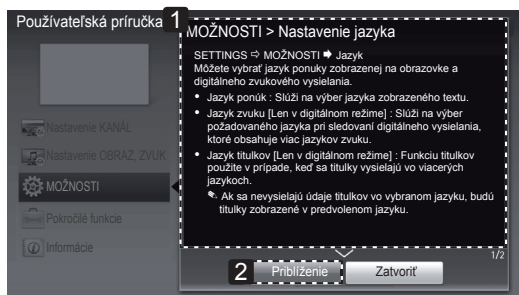 Používateľská príručka
1
MOŽNOSTI > Nastavenie jazyka
SETTINGS ⇨ MOŽNOSTI ➡ Jazyk
Môžete vybrať jazyk ponuky zobrazenej na obrazovke a
digitálneho zvukového vysielania.
• Jazyk ponúk : Slúži na výber jazyka zobrazeného textu.
• Jazyk zvuku [Len v digitálnom režime] : Slúži na výber
požadovaného jazyka pri sledovaní digitálneho vysielania,
ktoré obsahuje viac jazykov zvuku.
• Jazyk titulkov [Len v digitálnom režime] : Funkciu titulkov
použite v prípade, keď sa titulky vysielajú vo viacerých
jazykoch.
✎ Ak sa nevysielajú údaje titulkov vo vybranom jazyku, budú
titulky zobrazené v predvolenom jazyku.
Nastavenie KANÁL
Nastavenie OBRAZ, ZVUK
MOŽNOSTI
Pokročilé funkcie
Informácie
1/2
2
Priblíženie
Zatvoriť